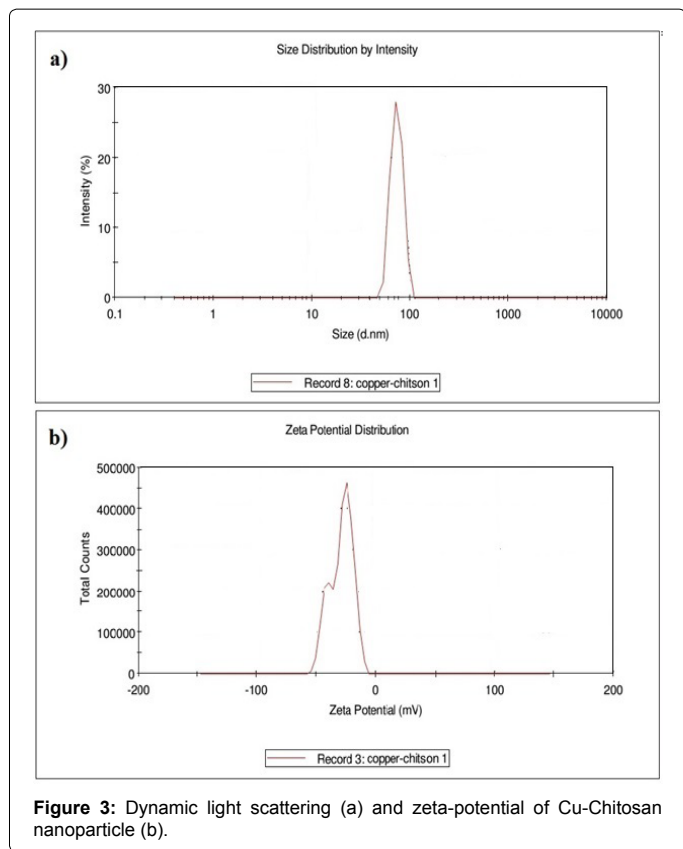 a)
Size Distribution by Intensity
30
20
10
0
Intensity (%)
0.1 1 10 100 1000 10000
Size (d.nm)
Record 8: copper-chitson 1
b)
Zeta Potential Distribution
500000
400000
300000
200000
100000
0
Total Counts
-200 -100 0 100 200
Zeta Potential (mV)
Record 3: copper-chitson 1
Figure 3: Dynamic light scattering (a) and zeta-potential of Cu-Chitosan
nanoparticle (b).